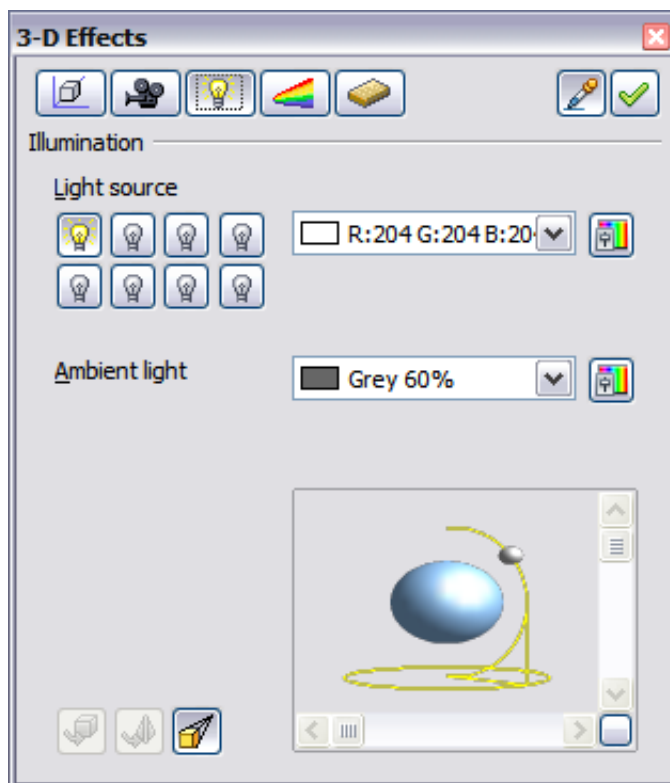 3-D Effects
Illumination
Light source
R:204 G:204 B:20
Ambient light
Grey 60%